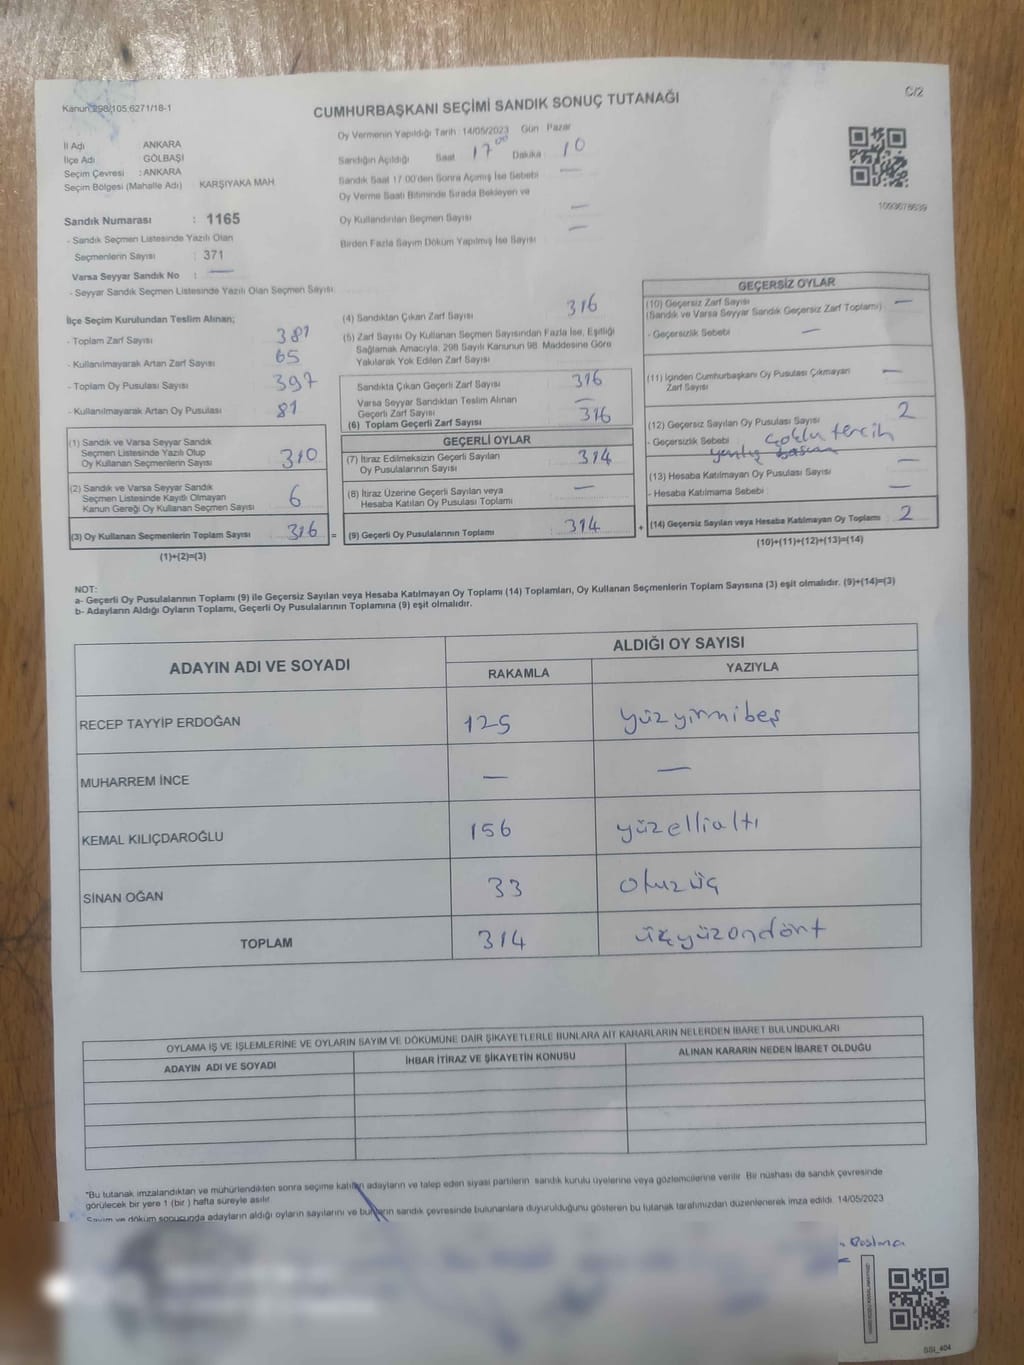 Kanun:298/105,6271/18-1
C/2
CUMHURBAŞKANI SEÇİMİ SANDIK SONUÇ TUTANAĞI
İl Adı ANKARA
İlçe Adı GÖLBAŞI
Seçim Çevresi : ANKARA
Seçim Bölgesi (Mahalle Adı) KARŞIYAKA MAH.
Sandık Numarası : 1165
- Sandık Seçmen Listesinde Yazılı Olan
Seçmenlerin Sayısı : 371
Varsa Seyyar Sandık No : —
- Seyyar Sandık Seçmen Listesinde Yazılı Olan Seçmen Sayısı
Oy Vermenin Yapıldığı Tarih : 14/05/2023 Gün Pazar
Sandığın Açıldığı Saat 17 00 Dakika 10
Sandık Saat 17:00'den Sonra Açılmış İse Sebebi —
Oy Verme Saati Bitiminde Sırada Bekleyen ve
Oy Kullandırılan Seçmen Sayısı —
Birden Fazla Sayım Döküm Yapılmış İse Sayısı —
1093678639
İlçe Seçim Kurulundan Teslim Alınan;
- Toplam Zarf Sayısı 381
- Kullanılmayarak Artan Zarf Sayısı 65
- Toplam Oy Pusulası Sayısı 397
- Kullanılmayarak Artan Oy Pusulası 81
(1) Sandık ve Varsa Seyyar Sandık
Seçmen Listesinde Yazılı Olup
Oy Kullanan Seçmenlerin Sayısı 310
(2) Sandık ve Varsa Seyyar Sandık
Seçmen Listesinde Kayıtlı Olmayan
Kanun Gereği Oy Kullanan Seçmen Sayısı 6
(3) Oy Kullanan Seçmenlerin Toplam Sayısı 316 =
(1)+(2)=(3)
(4) Sandıktan Çıkan Zarf Sayısı 316
(5) Zarf Sayısı Oy Kullanan Seçmen Sayısından Fazla İse, Eşitliği
Sağlamak Amacıyla; 298 Sayılı Kanunun 98. Maddesine Göre
Yakılarak Yok Edilen Zarf Sayısı
Sandıkta Çıkan Geçerli Zarf Sayısı 316
Varsa Seyyar Sandıktan Teslim Alınan
Geçerli Zarf Sayısı —
(6) Toplam Geçerli Zarf Sayısı 316
GEÇERLİ OYLAR
(7) İtiraz Edilmeksizin Geçerli Sayılan
Oy Pusulalarının Sayısı 314
(8) İtiraz Üzerine Geçerli Sayılan veya
Hesaba Katılan Oy Pusulası Toplamı —
(9) Geçerli Oy Pusulalarının Toplamı 314 +
GEÇERSİZ OYLAR
(10) Geçersiz Zarf Sayısı —
(Sandık ve Varsa Seyyar Sandık Geçersiz Zarf Toplamı)
- Geçersizlik Sebebi —
(11) İçinden Cumhurbaşkanı Oy Pusulası Çıkmayan
Zarf Sayısı —
(12) Geçersiz Sayılan Oy Pusulası Sayısı 2
- Geçersizlik Sebebi çoklu tercih
(13) Hesaba Katılmayan Oy Pusulası Sayısı —
- Hesaba Katılmama Sebebi —
(14) Geçersiz Sayılan veya Hesaba Katılmayan Oy Toplamı 2
(10)+(11)+(12)+(13)=(14)
NOT:
a- Geçerli Oy Pusulalarının Toplamı (9) ile Geçersiz Sayılan veya Hesaba Katılmayan Oy Toplamı (14) Toplamları, Oy Kullanan Seçmenlerin Toplam Sayısına (3) eşit olmalıdır. (9)+(14)=(3)
b- Adayların Aldığı Oyların Toplamı, Geçerli Oy Pusulalarının Toplamına (9) eşit olmalıdır.
ADAYIN ADI VE SOYADI
ALDIĞI OY SAYISI
RAKAMLA YAZIYLA
RECEP TAYYİP ERDOĞAN 125 yüzyirmibeş
MUHARREM İNCE — —
KEMAL KILIÇDAROĞLU 156 yüzellialtı
SİNAN OĞAN 33 otuzüç
TOPLAM 314 üçyüzondört
OYLAMA İŞ VE İŞLEMLERİNE VE OYLARIN SAYIM VE DÖKÜMÜNE DAİR ŞİKAYETLERLE BUNLARA AİT KARARLARIN NELERDEN İBARET BULUNDUKLARI
ADAYIN ADI VE SOYADI İHBAR İTİRAZ VE ŞİKAYETİN KONUSU ALINAN KARARIN NEDEN İBARET OLDUĞU
*Bu tutanak imzalandıktan ve mühürlendikten sonra seçime katılan adayların ve talep eden siyasi partilerin sandık kurulu üyelerine veya gözlemcilerine verilir. Bir nüshası da sandık çevresinde
görülecek bir yere 1 (bir ) hafta süreyle asılır.
Sayım ve döküm sonucunda adayların aldığı oyların sayılarını ve bunların sandık çevresinde bulunanlara duyurulduğunu gösteren bu tutanak tarafımızdan düzenlenerek imza edildi. 14/05/2023
SSI_404